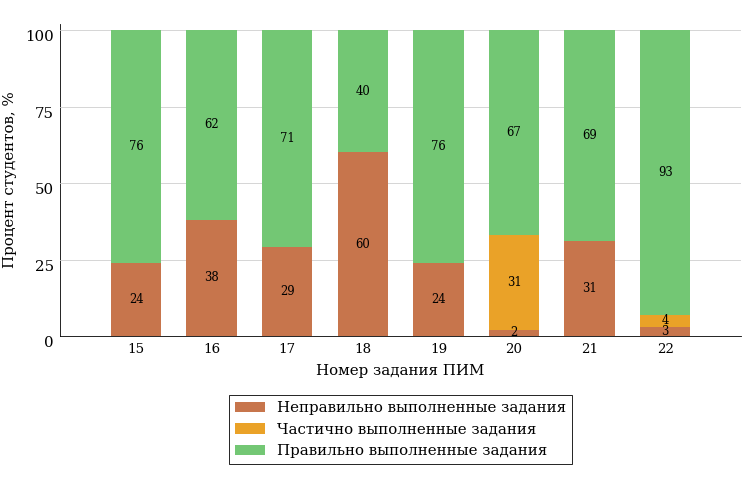 100
75
50
25
0
Процент студентов, %
76 62 71 40 76 67 69 93
24 38 29 60 24 31 31 4
2 3
15 16 17 18 19 20 21 22
Номер задания ПИМ
Неправильно выполненные задания
Частично выполненные задания
Правильно выполненные задания